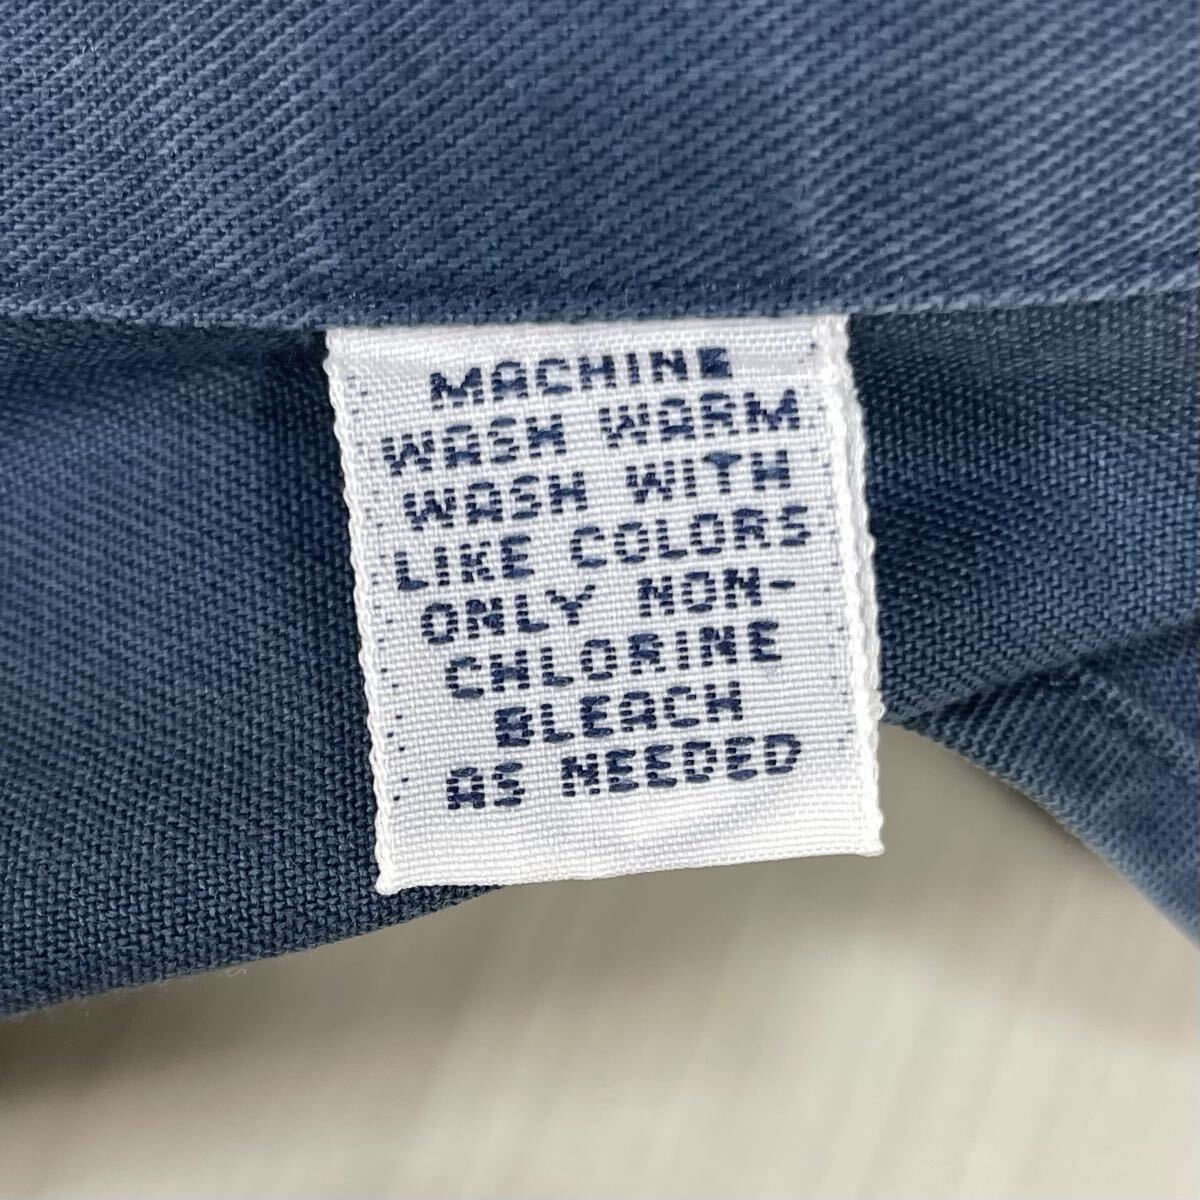 MACHINE
WASH WARM
WASH WITH
LIKE COLORS
ONLY NON-
CHLORINE
BLEACH
AS NEEDED